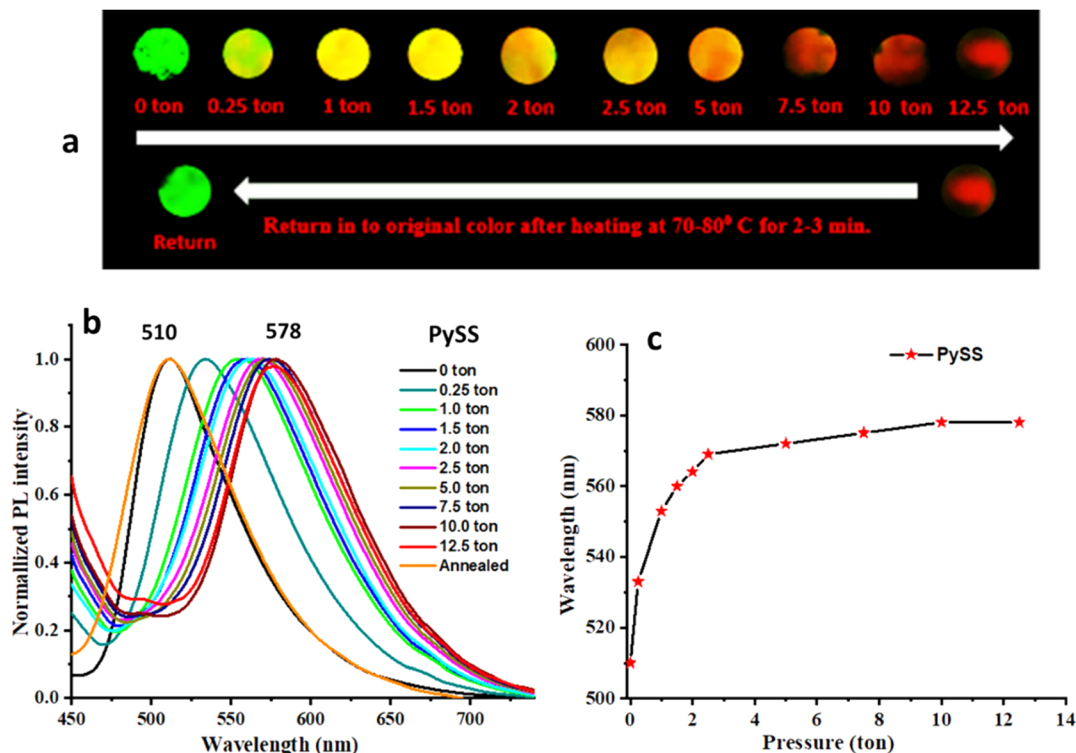 0 ton 0.25 ton 1 ton 1.5 ton 2 ton 2.5 ton 5 ton 7.5 ton 10 ton 12.5 ton
a
Return in to original color after heating at 70-80⁰ C for 2-3 min.
Return
b
510
578
PySS
0 ton
0.25 ton
1.0 ton
1.5 ton
2.0 ton
2.5 ton
5.0 ton
7.5 ton
10.0 ton
12.5 ton
Annealed
Normallized PL intensity
1.0
0.8
0.6
0.4
0.2
0.0
450 500 550 600 650 700
Wavelength (nm)
c
PySS
Wavelength (nm)
600
580
560
540
520
500
0 2 4 6 8 10 12 14
Pressure (ton)